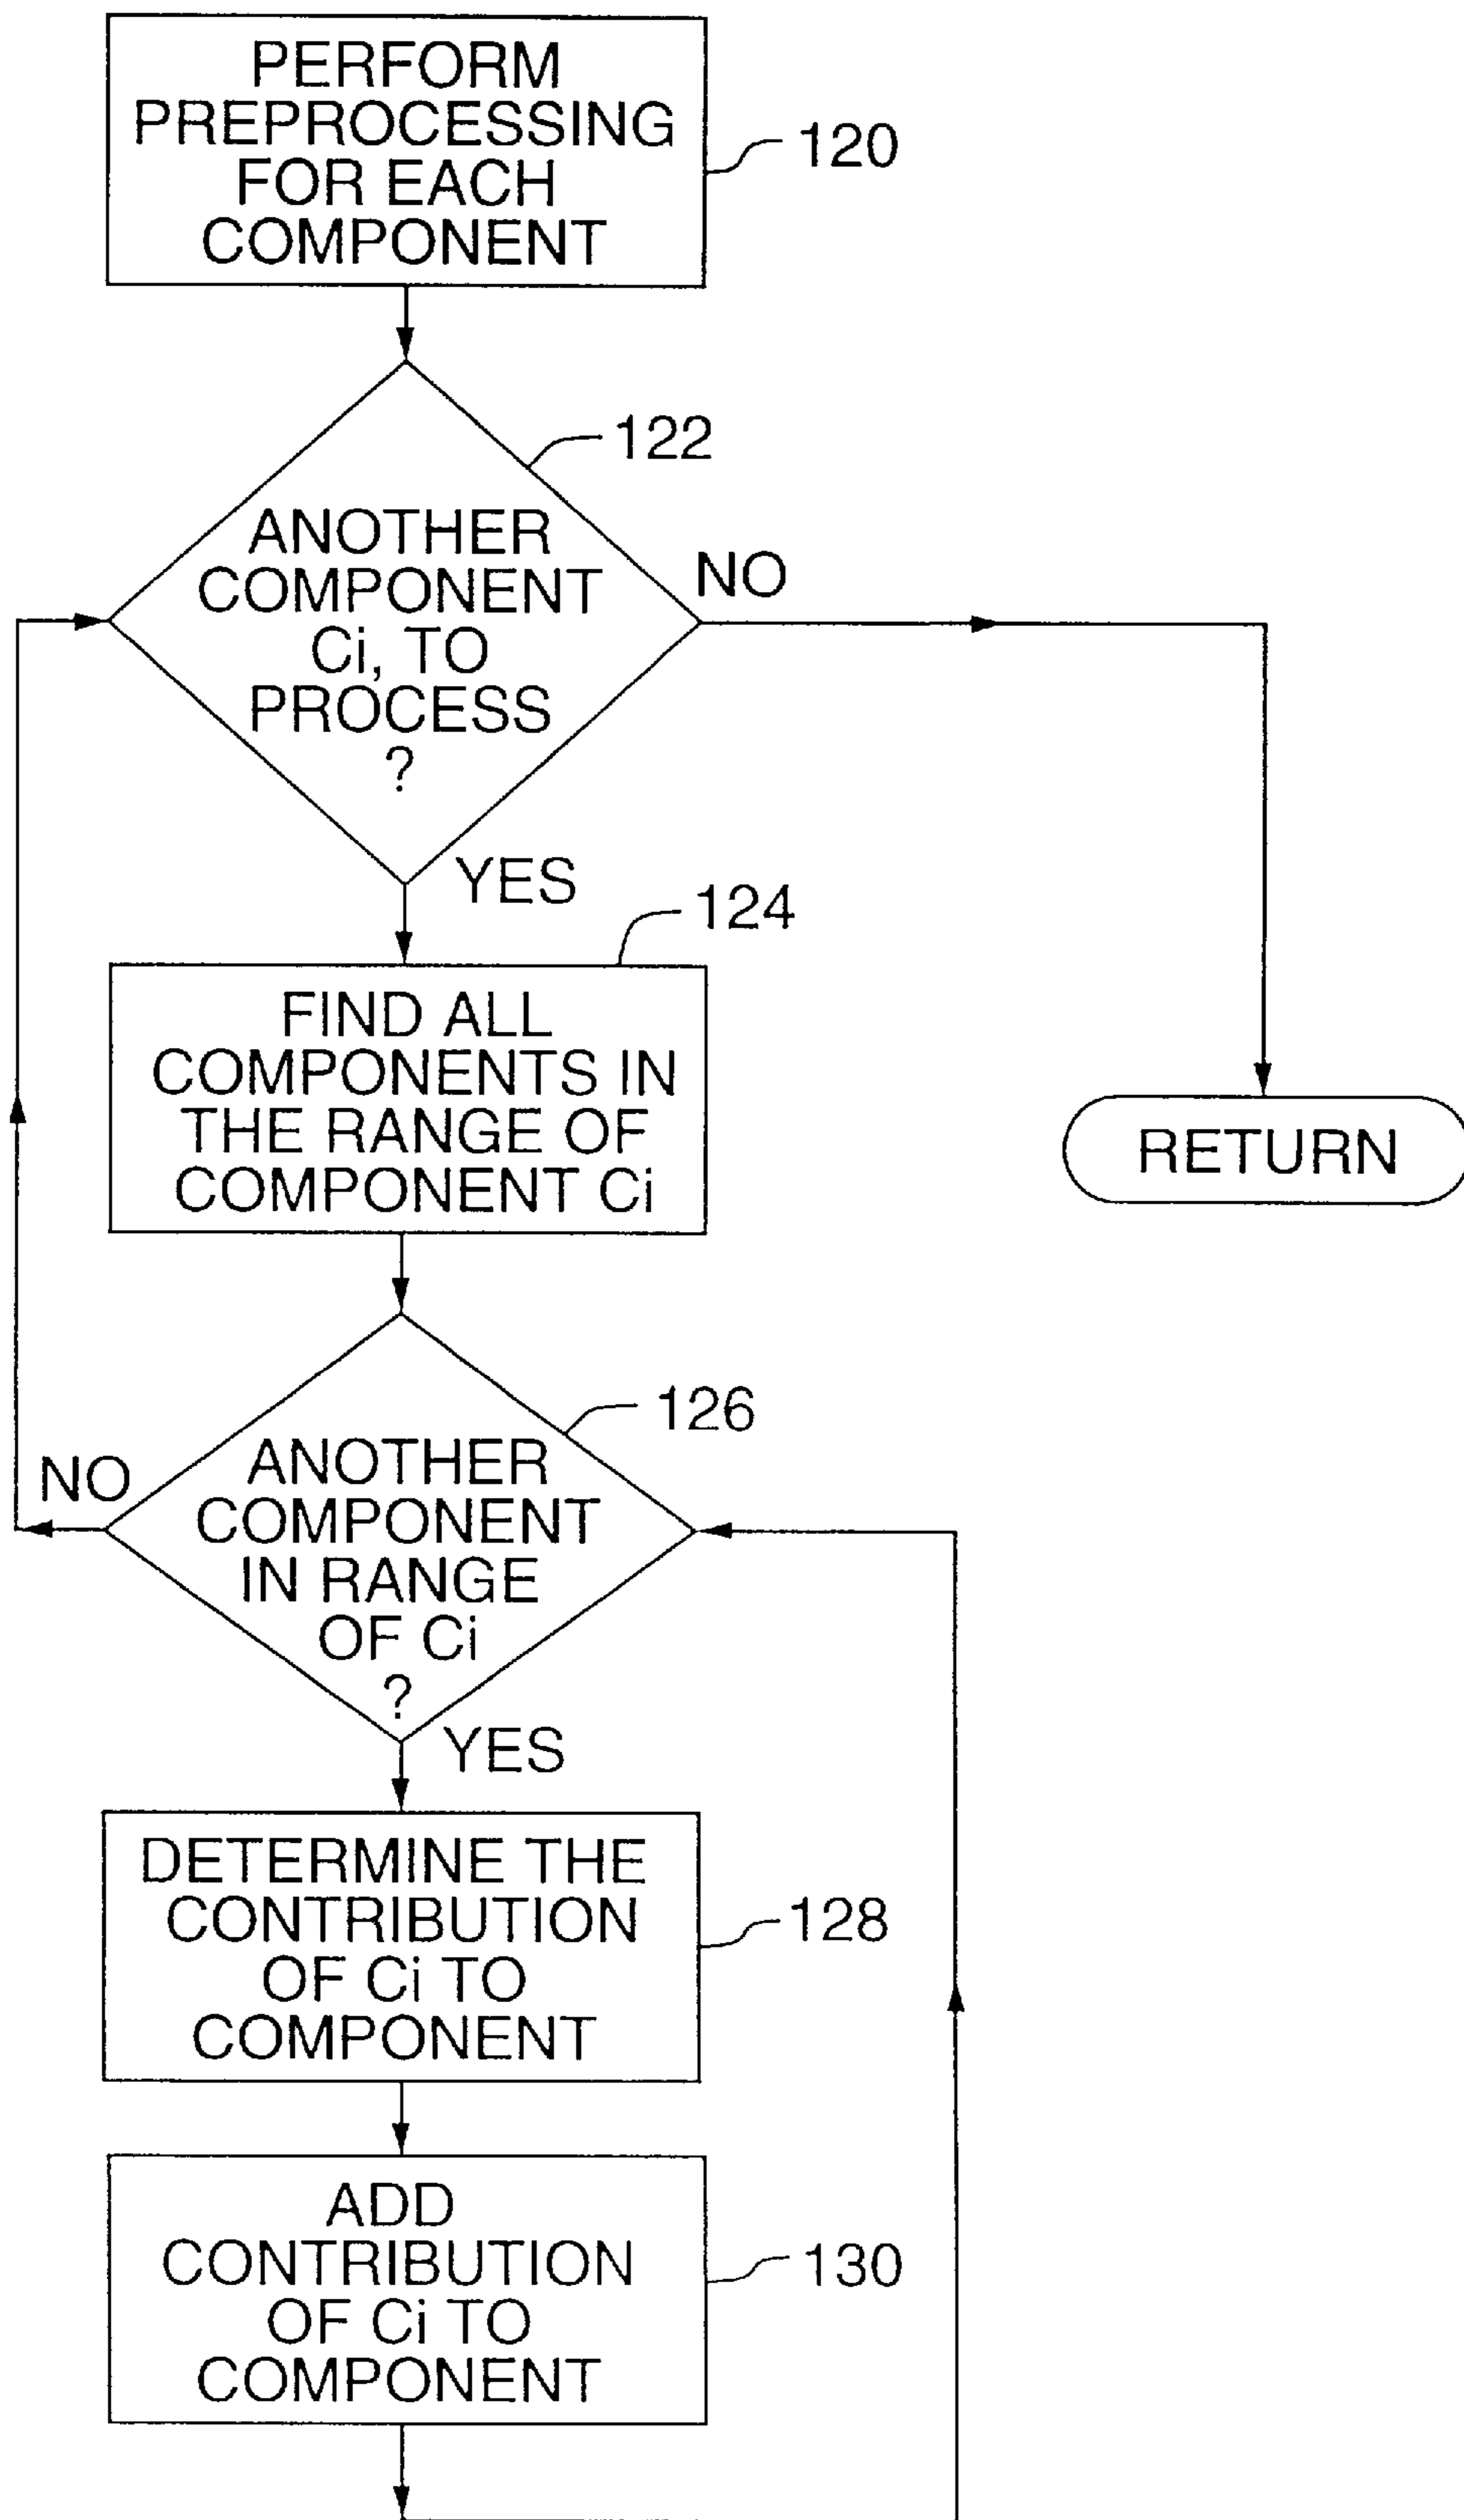 PERFORM
PREPROCESSING
FOR EACH
COMPONENT
120
122
ANOTHER
COMPONENT
Ci, TO
PROCESS
?
NO
YES
124
FIND ALL
COMPONENTS IN
THE RANGE OF
COMPONENT Ci
RETURN
126
NO
ANOTHER
COMPONENT
IN RANGE
OF Ci
?
YES
DETERMINE THE
CONTRIBUTION
OF Ci TO
COMPONENT
128
ADD
CONTRIBUTION
OF Ci TO
COMPONENT
130